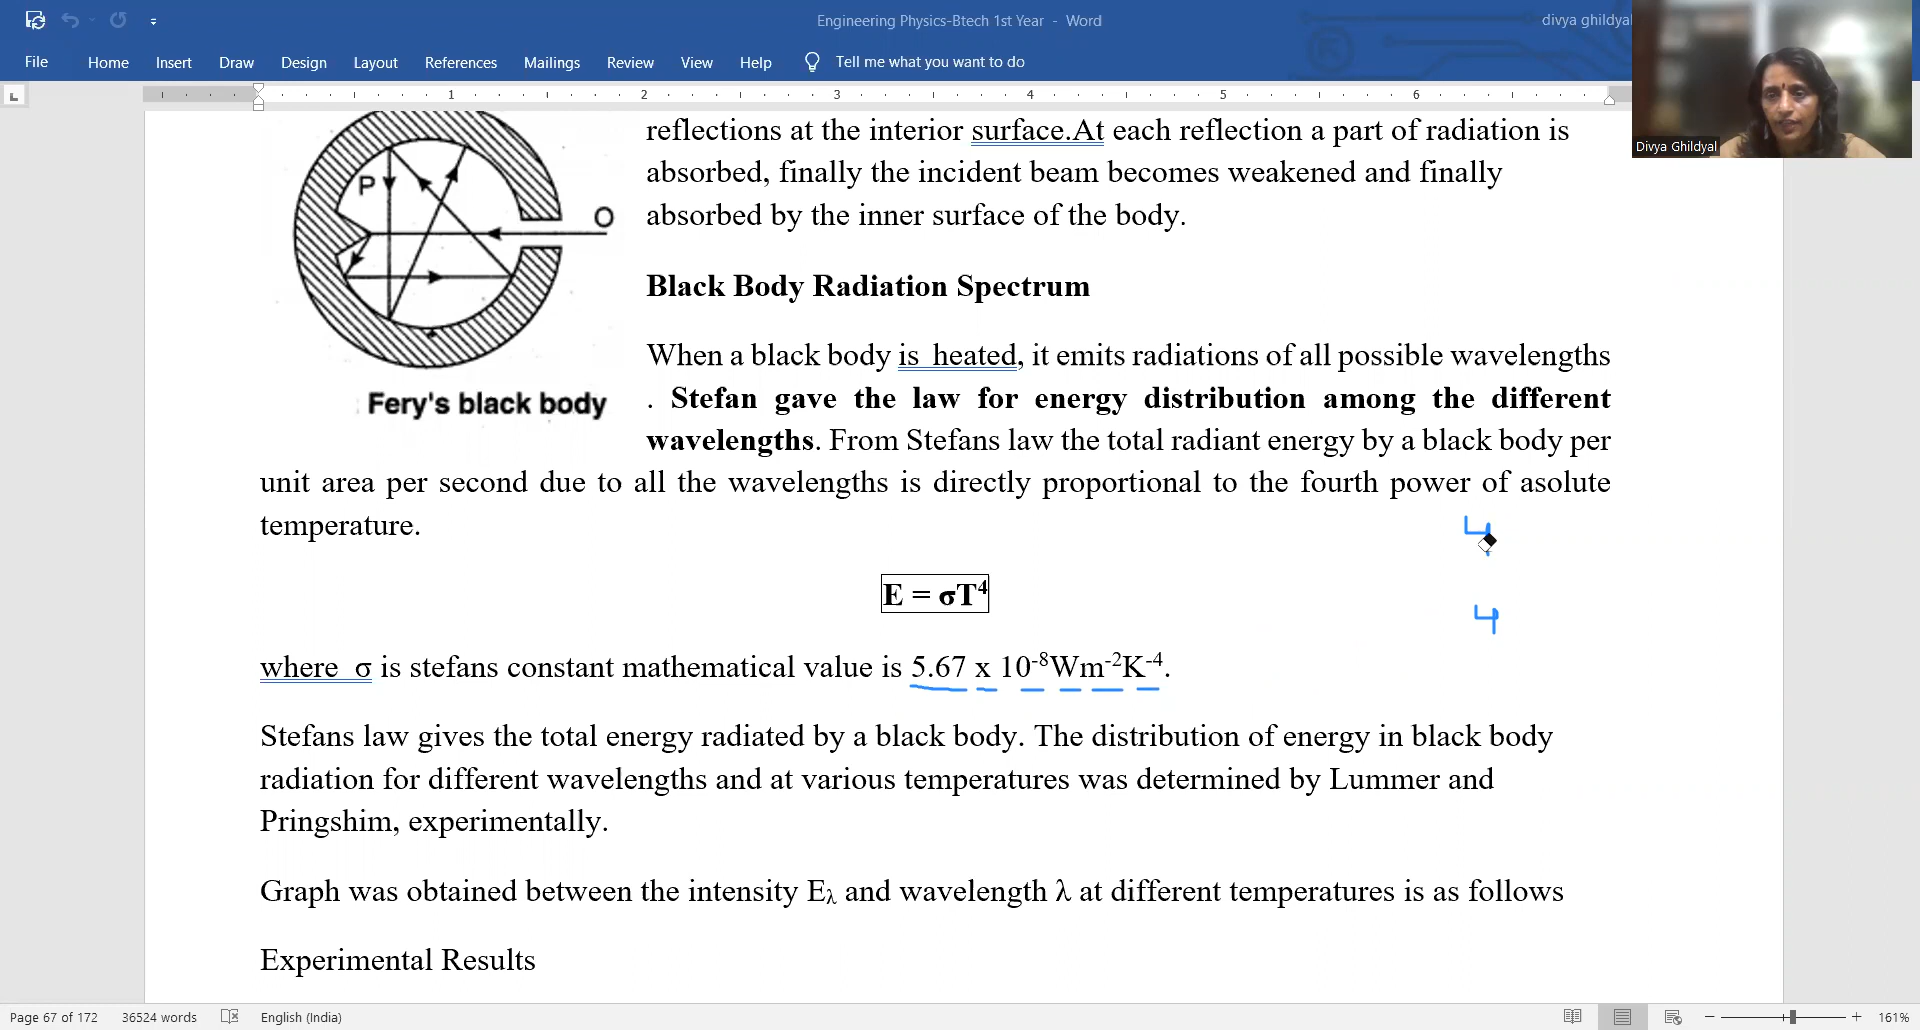 Engineering Physics-Btech 1st Year - Word
divya ghildyal
File Home Insert Draw Design Layout References Mailings Review View Help Tell me what you want to do
Divya Ghildyal
1 2 3 4 5 6
reflections at the interior surface.At each reflection a part of radiation is
absorbed, finally the incident beam becomes weakened and finally
absorbed by the inner surface of the body.
P
O
Fery's black body
Black Body Radiation Spectrum
When a black body is heated, it emits radiations of all possible wavelengths
. Stefan gave the law for energy distribution among the different
wavelengths. From Stefans law the total radiant energy by a black body per
unit area per second due to all the wavelengths is directly proportional to the fourth power of asolute
temperature.
4
E = σT⁴
4
where σ is stefans constant mathematical value is 5.67 x 10⁻⁸Wm⁻²K⁻⁴.
Stefans law gives the total energy radiated by a black body. The distribution of energy in black body
radiation for different wavelengths and at various temperatures was determined by Lummer and
Pringshim, experimentally.
Graph was obtained between the intensity E_λ and wavelength λ at different temperatures is as follows
Experimental Results
Page 67 of 172 36524 words English (India) 161%